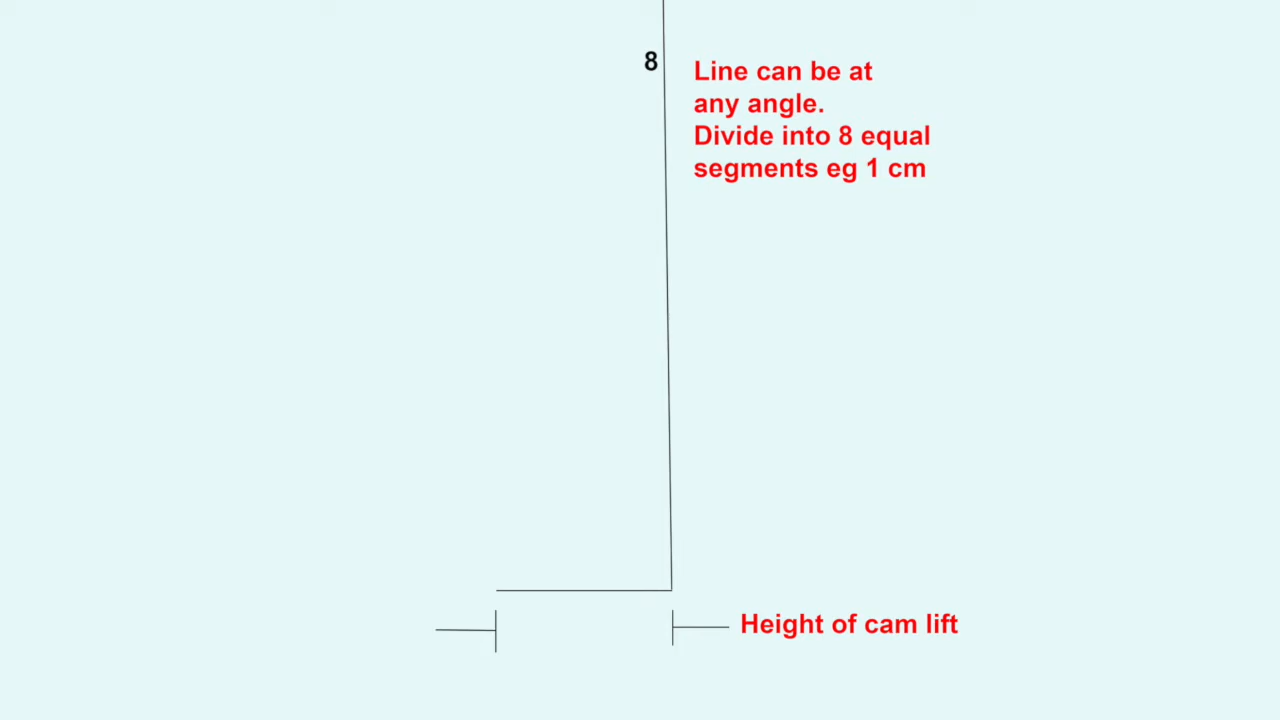 8
Line can be at
any angle.
Divide into 8 equal
segments eg 1 cm
Height of cam lift